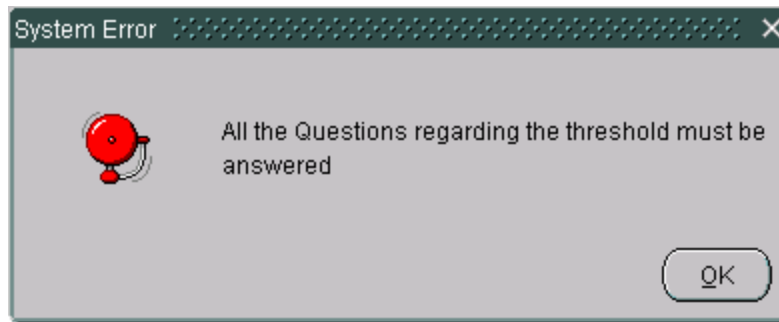 System Error
All the Questions regarding the threshold must be
answered
OK